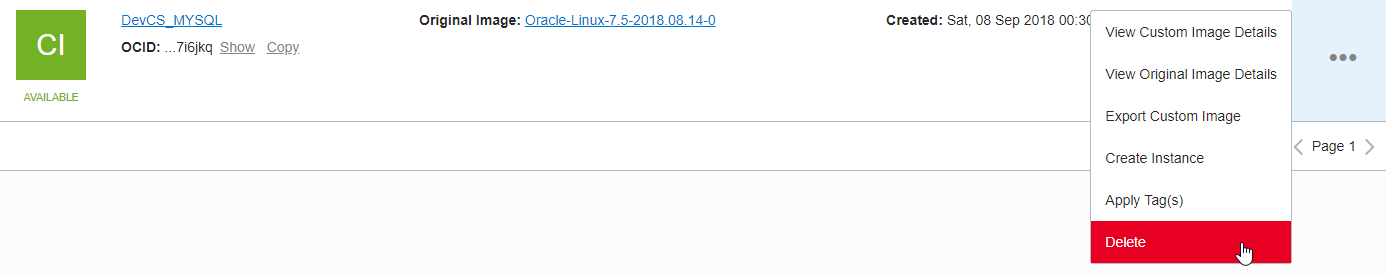 CI
AVAILABLE
DevCS_MYSQL
OCID: ...7i6jkq Show Copy
Original Image: Oracle-Linux-7.5-2018.08.14-0
Created: Sat, 08 Sep 2018 00:30
View Custom Image Details
View Original Image Details
Export Custom Image
Create Instance
Apply Tag(s)
Delete
Page 1